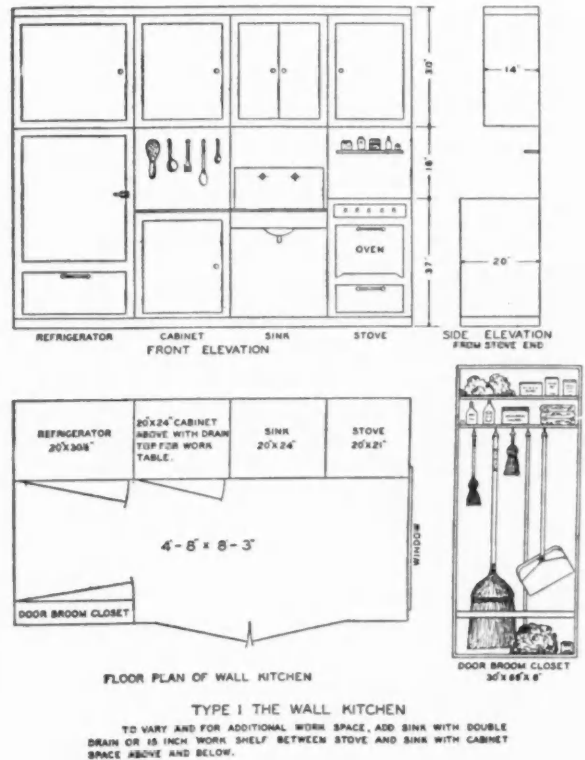 30"
14"
18"
OVEN
37"
20"
REFRIGERATOR CABINET SINK STOVE
FRONT ELEVATION
SIDE ELEVATION
FROM STOVE END
REFRIGERATOR
20"X30½"
20"X24" CABINET
ABOVE WITH DRAIN
TOP FOR WORK
TABLE.
SINK
20"X24"
STOVE
20"X21"
4'-8" X 8'-3"
WINDOW
DOOR BROOM CLOSET
FLOOR PLAN OF WALL KITCHEN
DOOR BROOM CLOSET
TYPE I THE WALL KITCHEN
TO VARY AND FOR ADDITIONAL WORK SPACE, ADD SINK WITH DOUBLE
DRAIN OR 15 INCH WORK SHELF BETWEEN STOVE AND SINK WITH CABINET
SPACE ABOVE AND BELOW.